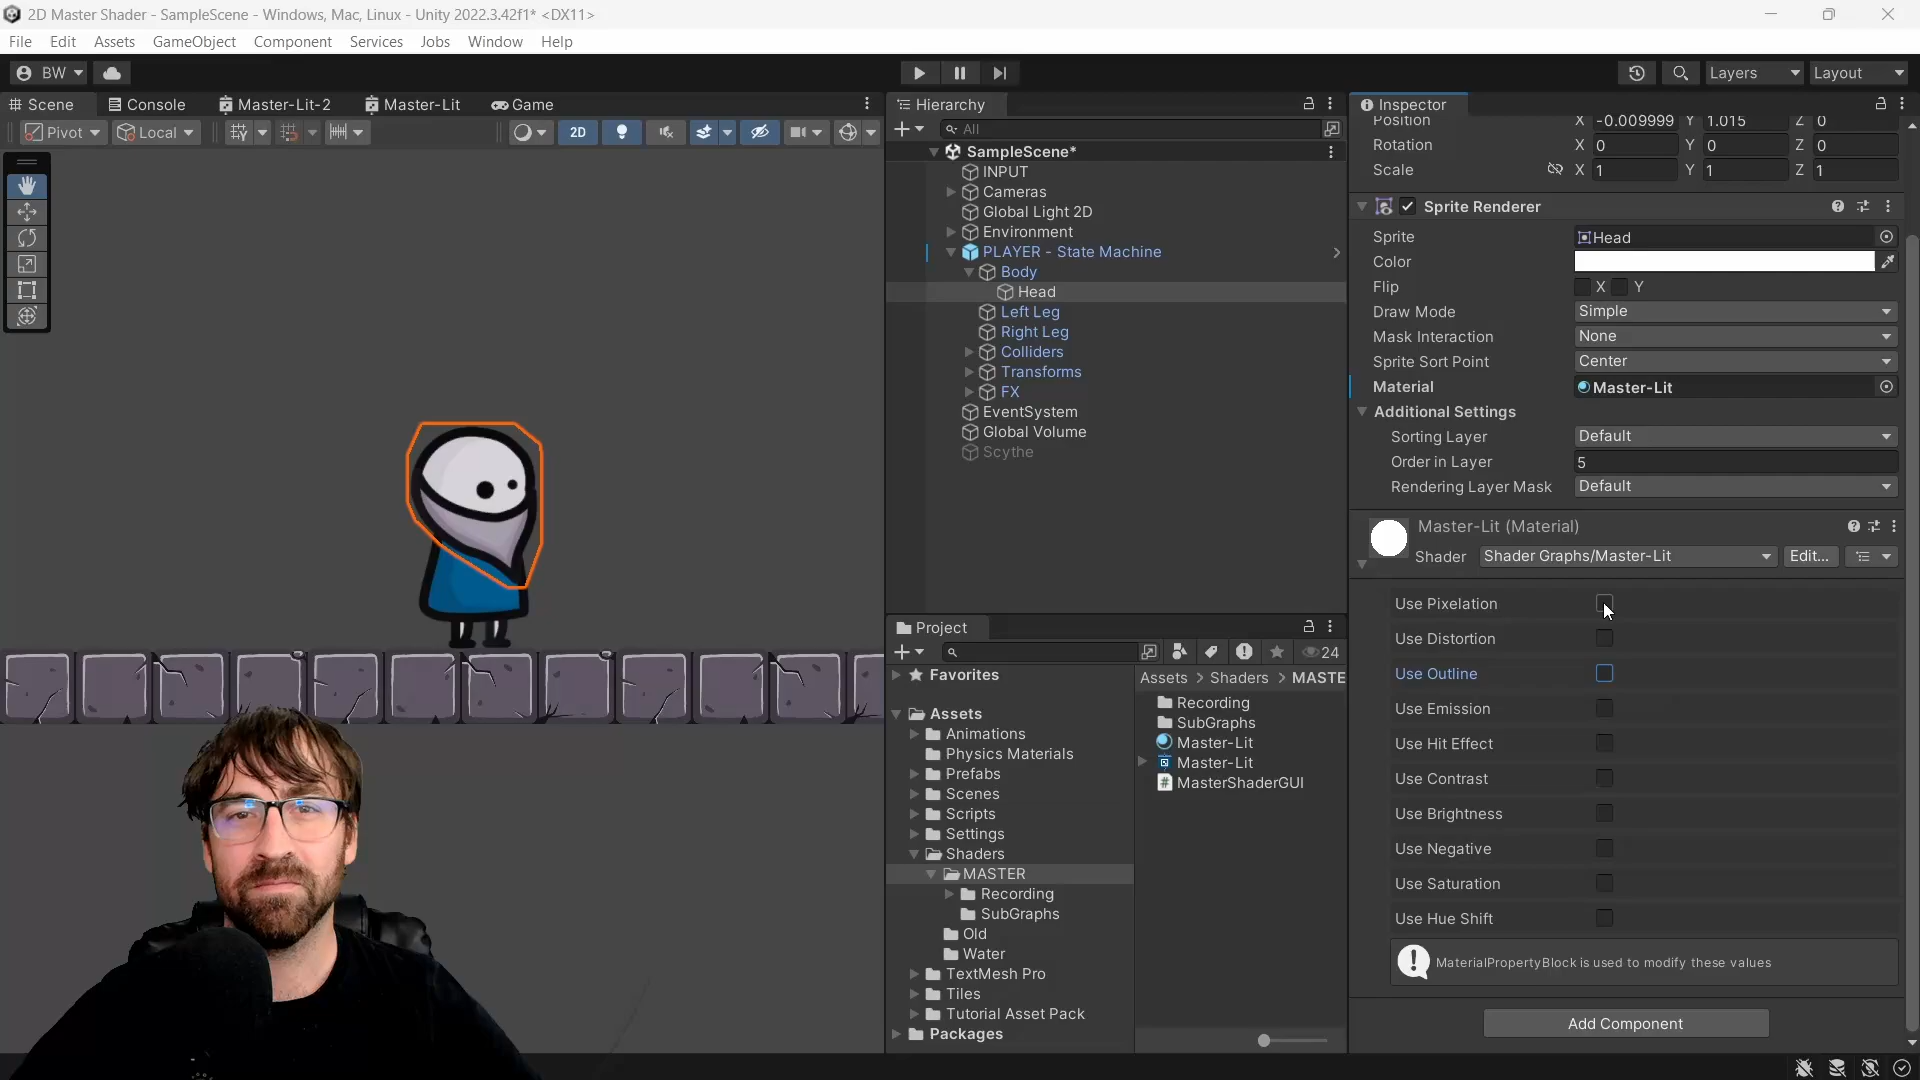 2D Master Shader - SampleScene - Windows, Mac, Linux - Unity 2022.3.42f1* <DX11>
File Edit Assets GameObject Component Services Jobs Window Help
BW
Layers Layout
Scene Console Master-Lit-2 Master-Lit Game
Pivot Local 2D
Hierarchy
All
SampleScene*
INPUT
Cameras
Global Light 2D
Environment
PLAYER - State Machine
Body
Head
Left Leg
Right Leg
Colliders
Transforms
FX
EventSystem
Global Volume
Scythe
Project
24
Favorites
Assets
Animations
Physics Materials
Prefabs
Scenes
Scripts
Settings
Shaders
MASTER
Recording
SubGraphs
Old
Water
TextMesh Pro
Tiles
Tutorial Asset Pack
Packages
Assets > Shaders > MASTE
Recording
SubGraphs
Master-Lit
Master-Lit
MasterShaderGUI
Inspector
Position X -0.009999 Y 1.015 Z 0
Rotation X 0 Y 0 Z 0
Scale X 1 Y 1 Z 1
Sprite Renderer
Sprite Head
Color
Flip X Y
Draw Mode Simple
Mask Interaction None
Sprite Sort Point Center
Material Master-Lit
Additional Settings
Sorting Layer Default
Order in Layer 5
Rendering Layer Mask Default
Master-Lit (Material)
Shader Shader Graphs/Master-Lit Edit...
Use Pixelation
Use Distortion
Use Outline
Use Emission
Use Hit Effect
Use Contrast
Use Brightness
Use Negative
Use Saturation
Use Hue Shift
MaterialPropertyBlock is used to modify these values
Add Component